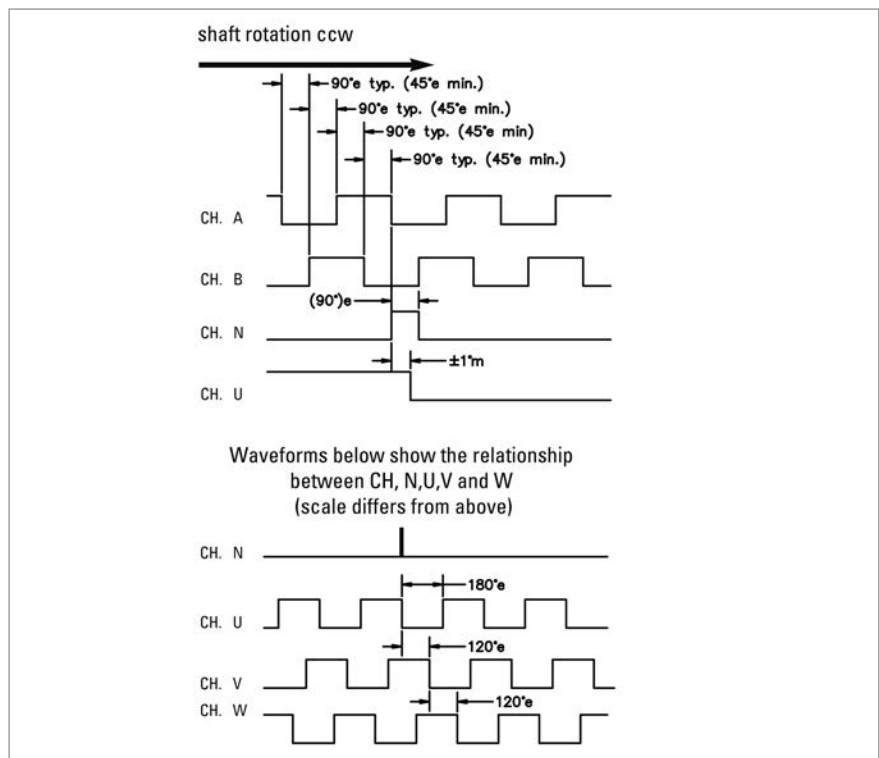 shaft rotation ccw
90°e typ. (45°e min.)
90°e typ. (45°e min.)
90°e typ. (45°e min)
90°e typ. (45°e min.)
CH. A
CH. B
(90°)e
CH. N
±1°m
CH. U
Waveforms below show the relationship
between CH, N,U,V and W
(scale differs from above)
CH. N
180°e
CH. U
120°e
CH. V
120°e
CH. W